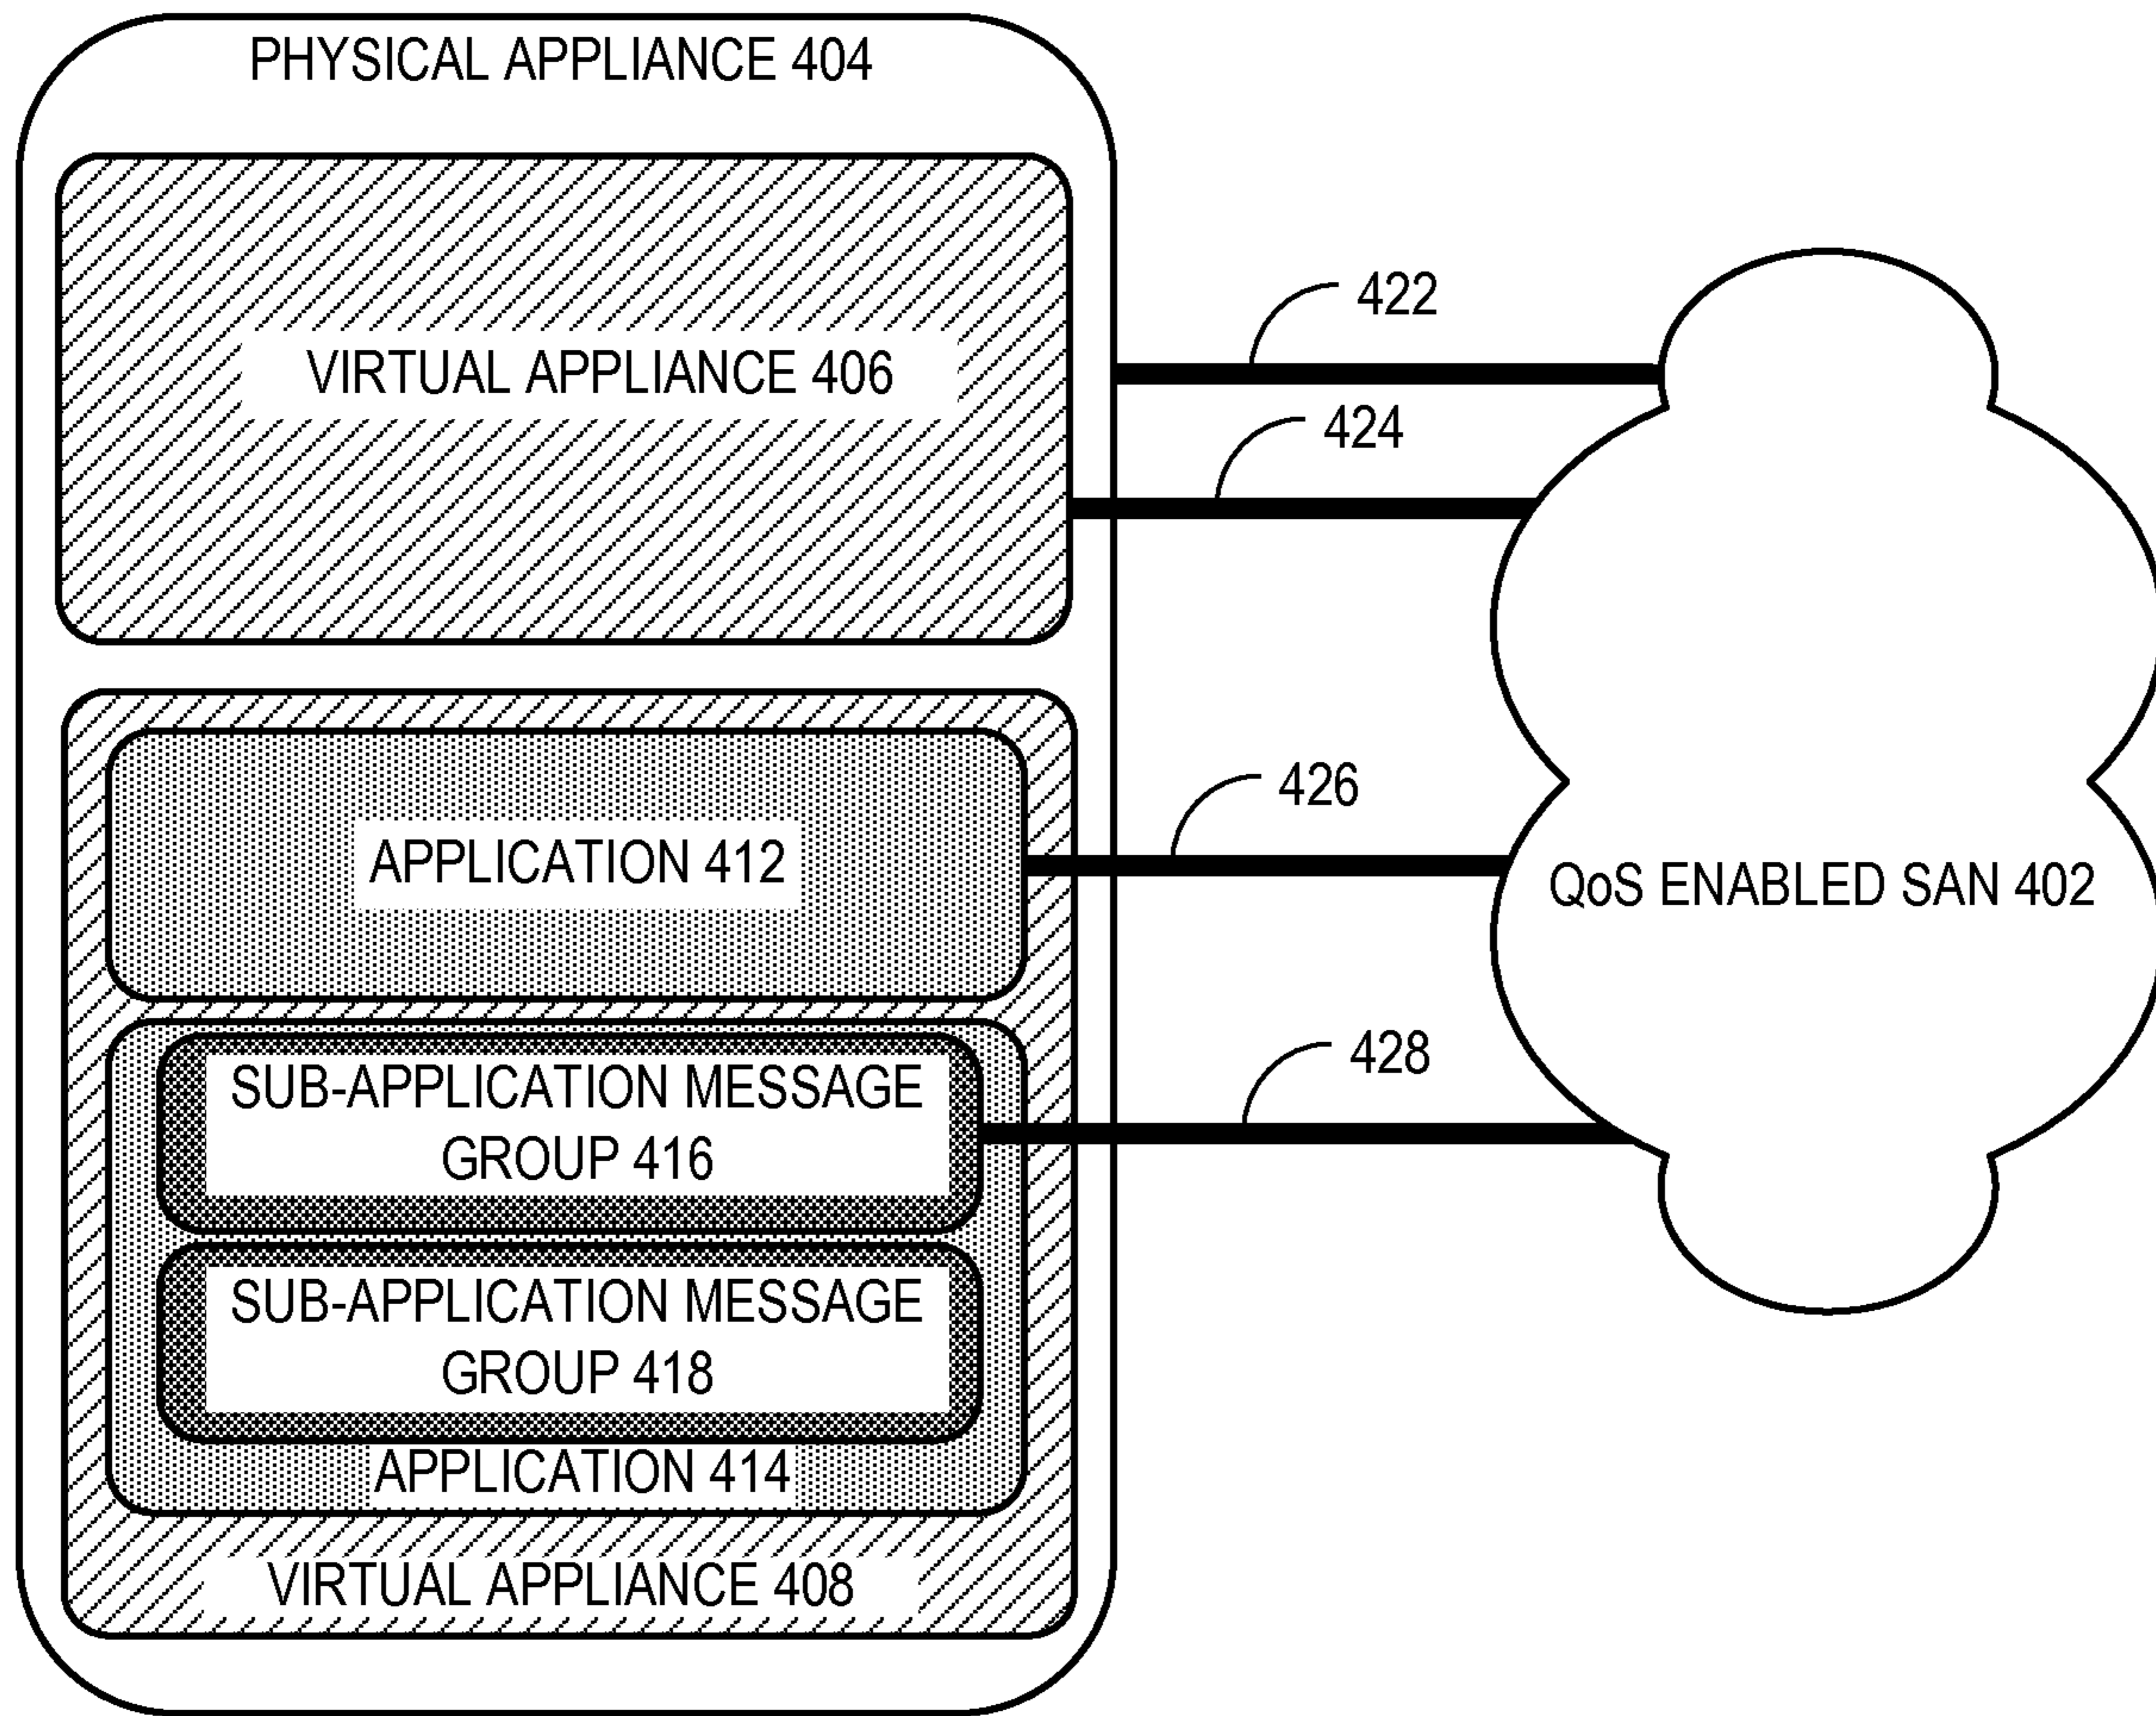 PHYSICAL APPLIANCE 404
VIRTUAL APPLIANCE 406
422
424
426
APPLICATION 412
QoS ENABLED SAN 402
428
SUB-APPLICATION MESSAGE
GROUP 416
SUB-APPLICATION MESSAGE
GROUP 418
APPLICATION 414
VIRTUAL APPLIANCE 408